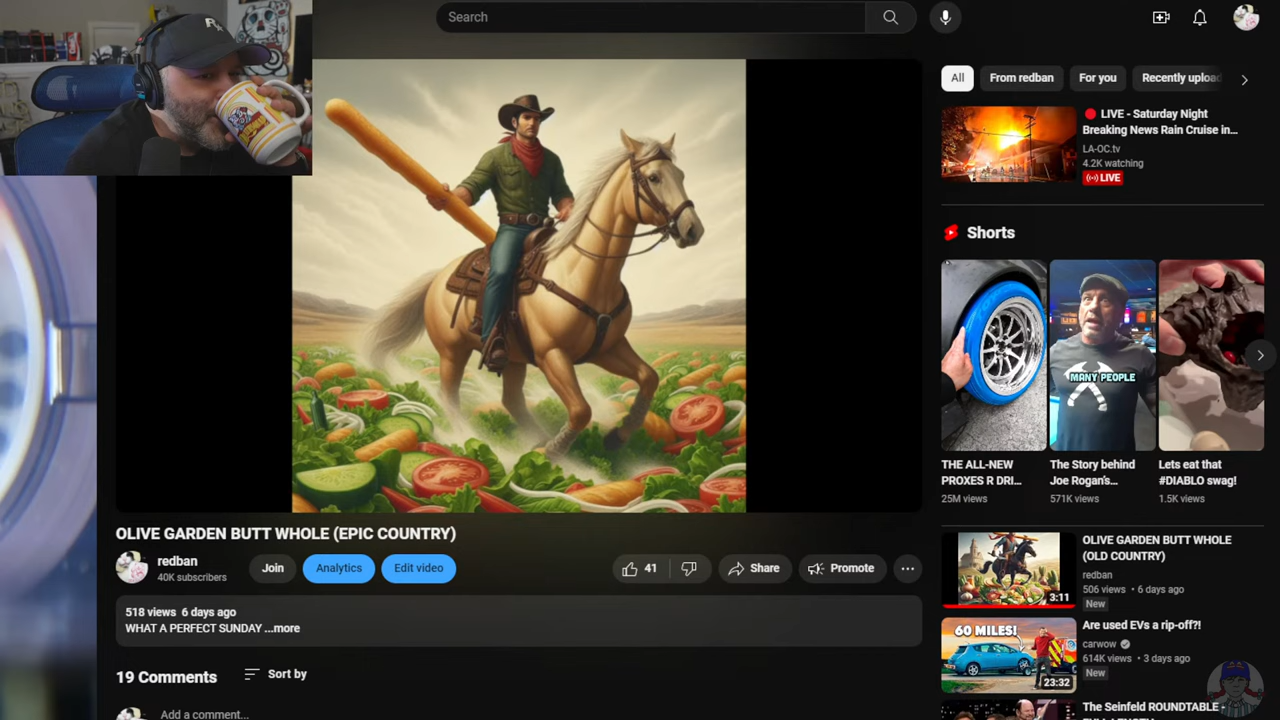 Search
All
From redban
For you
Recently uploa
LIVE - Saturday Night
Breaking News Rain Cruise in...
LA-OC.tv
4.2K watching
LIVE
Shorts
MANY PEOPLE
THE ALL-NEW
PROXES R DRI...
25M views
The Story behind
Joe Rogan's...
571K views
Lets eat that
#DIABLO swag!
1.5K views
OLIVE GARDEN BUTT WHOLE (EPIC COUNTRY)
redban
40K subscribers
Join
Analytics
Edit video
41
Share
Promote
518 views 6 days ago
WHAT A PERFECT SUNDAY ...more
19 Comments
Sort by
Add a comment...
3:11
OLIVE GARDEN BUTT WHOLE
(OLD COUNTRY)
redban
506 views • 6 days ago
New
60 MILES!
23:32
Are used EVs a rip-off?!
carwow
614K views • 3 days ago
New
The Seinfeld ROUNDTABLE -